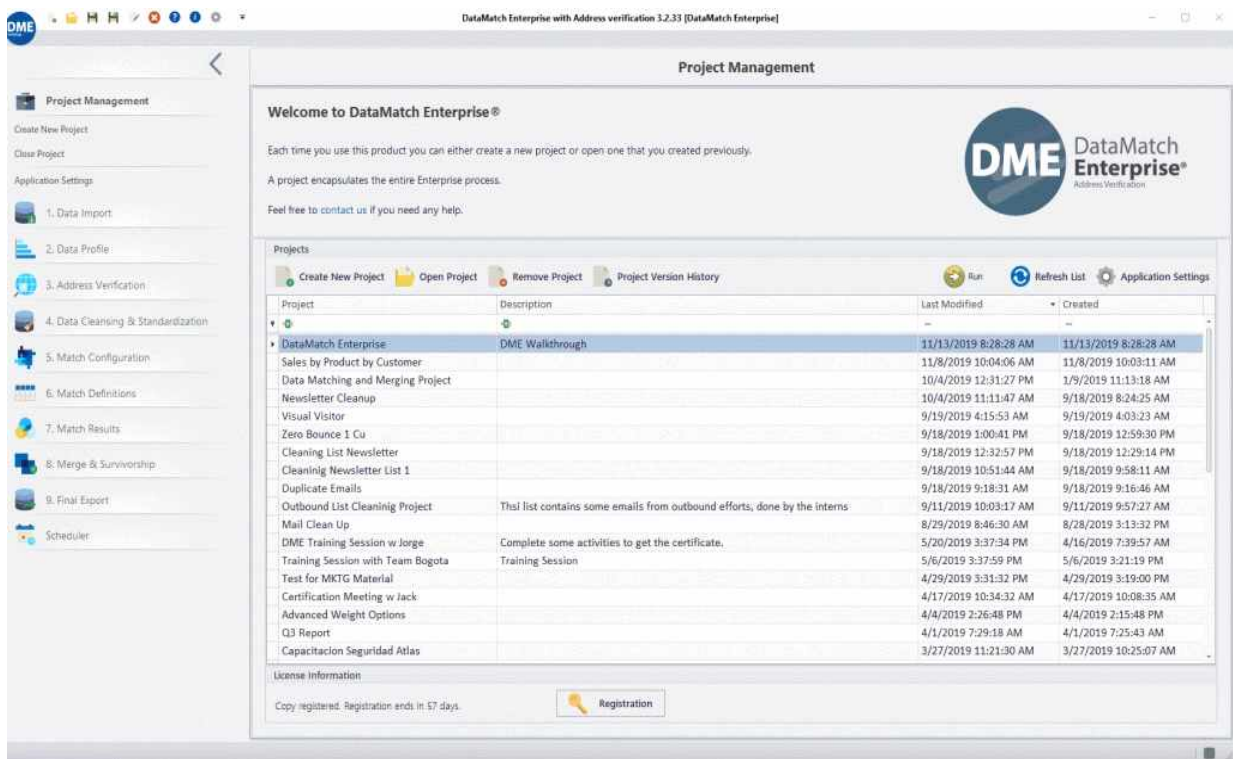 DME
DataMatch Enterprise with Address verification 3.2.33 [DataMatch Enterprise]
Project Management
Create New Project
Close Project
Application Settings
1. Data Import
2. Data Profile
3. Address Verification
4. Data Cleansing & Standardization
5. Match Configuration
6. Match Definitions
7. Match Results
8. Merge & Survivorship
9. Final Export
Scheduler
Project Management
Welcome to DataMatch Enterprise®
Each time you use this product you can either create a new project or open one that you created previously.
A project encapsulates the entire Enterprise process.
Feel free to contact us if you need any help.
DME DataMatch
Enterprise®
Address Verification
Projects
Create New Project Open Project Remove Project Project Version History Run Refresh List Application Settings
Project Description Last Modified Created
DataMatch Enterprise DME Walkthrough 11/13/2019 8:28:28 AM 11/13/2019 8:28:28 AM
Sales by Product by Customer 11/8/2019 10:04:06 AM 11/8/2019 10:03:11 AM
Data Matching and Merging Project 10/4/2019 12:31:27 PM 1/9/2019 11:13:18 AM
Newsletter Cleanup 10/4/2019 11:11:47 AM 9/18/2019 8:24:25 AM
Visual Visitor 9/19/2019 4:15:53 AM 9/19/2019 4:03:23 AM
Zero Bounce 1 Cu 9/18/2019 1:00:41 PM 9/18/2019 12:59:30 PM
Cleaning List Newsletter 9/18/2019 12:32:57 PM 9/18/2019 12:29:14 PM
Cleaninig Newsletter List 1 9/18/2019 10:51:44 AM 9/18/2019 9:58:11 AM
Duplicate Emails 9/18/2019 9:18:31 AM 9/18/2019 9:16:46 AM
Outbound List Cleaninig Project Thsi list contains some emails from outbound efforts, done by the interns 9/11/2019 10:03:17 AM 9/11/2019 9:57:27 AM
Mail Clean Up 8/29/2019 8:46:30 AM 8/28/2019 3:13:32 PM
DME Training Session w Jorge Complete some activities to get the certificate. 5/20/2019 3:37:34 PM 4/16/2019 7:39:57 AM
Training Session with Team Bogota Training Session 5/6/2019 3:37:59 PM 5/6/2019 3:21:19 PM
Test for MKTG Material 4/29/2019 3:31:32 PM 4/29/2019 3:19:00 PM
Certification Meeting w Jack 4/17/2019 10:34:32 AM 4/17/2019 10:08:35 AM
Advanced Weight Options 4/4/2019 2:26:48 PM 4/4/2019 2:15:48 PM
Q3 Report 4/1/2019 7:29:18 AM 4/1/2019 7:25:43 AM
Capacitacion Seguridad Atlas 3/27/2019 11:21:30 AM 3/27/2019 10:25:07 AM
License Information
Copy registered. Registration ends in 57 days.
Registration